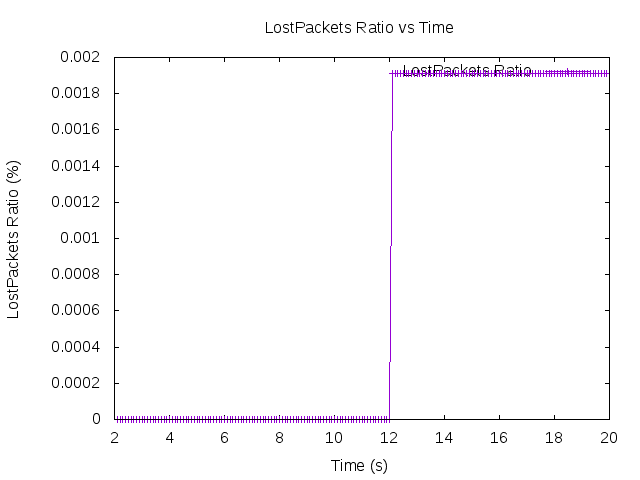 LostPackets Ratio vs Time
LostPackets Ratio (%)
0.002
0.0018
0.0016
0.0014
0.0012
0.001
0.0008
0.0006
0.0004
0.0002
0
LostPackets Ratio
2 4 6 8 10 12 14 16 18 20
Time (s)